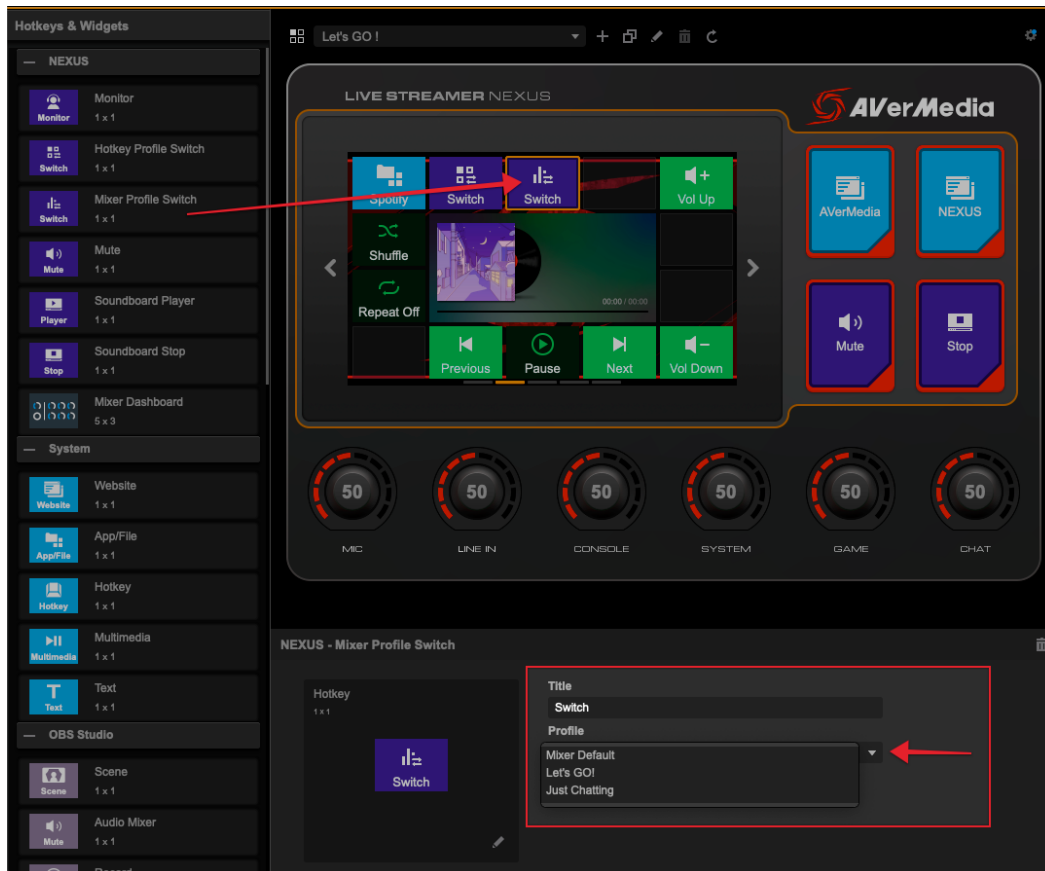 Hotkeys & Widgets
NEXUS
Monitor
Monitor
1 x 1
Hotkey Profile Switch
Switch
1 x 1
Mixer Profile Switch
Switch
1 x 1
Mute
Mute
1 x 1
Soundboard Player
Player
1 x 1
Soundboard Stop
Stop
1 x 1
Mixer Dashboard
5 x 3
System
Website
Website
1 x 1
App/File
App/File
1 x 1
Hotkey
Hotkey
1 x 1
Multimedia
Multimedia
1 x 1
Text
Text
1 x 1
OBS Studio
Scene
Scene
1 x 1
Audio Mixer
Mute
1 x 1
Record
Let's GO !
LIVE STREAMER NEXUS
AVerMedia
Spotify
Switch
Switch
Vol Up
Shuffle
Repeat Off
00:00 / 00:00
Previous
Pause
Next
Vol Down
AVerMedia
NEXUS
Mute
Stop
50
50
50
50
50
50
MIC
LINE IN
CONSOLE
SYSTEM
GAME
CHAT
NEXUS - Mixer Profile Switch
Hotkey
1 x 1
Switch
Title
Switch
Profile
Mixer Default
Let's GO!
Just Chatting